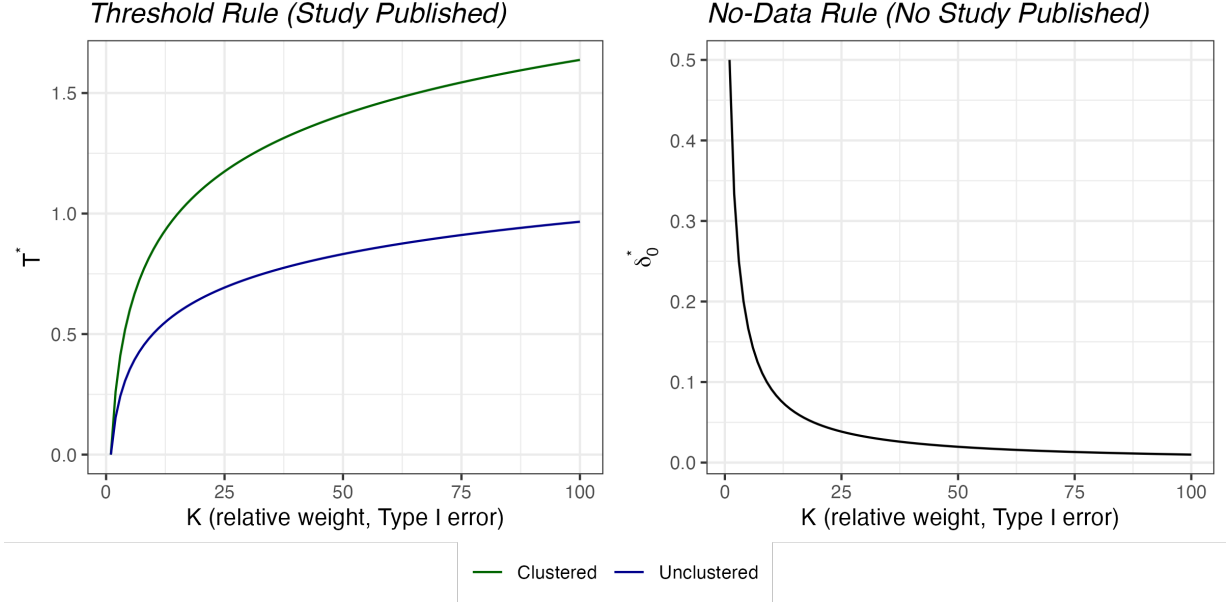 Threshold Rule (Study Published)
1.5
1.0
0.5
0.0
T*
0 25 50 75 100
K (relative weight, Type I error)
No-Data Rule (No Study Published)
0.5
0.4
0.3
0.2
0.1
0.0
δ₀*
0 25 50 75 100
K (relative weight, Type I error)
Clustered Unclustered